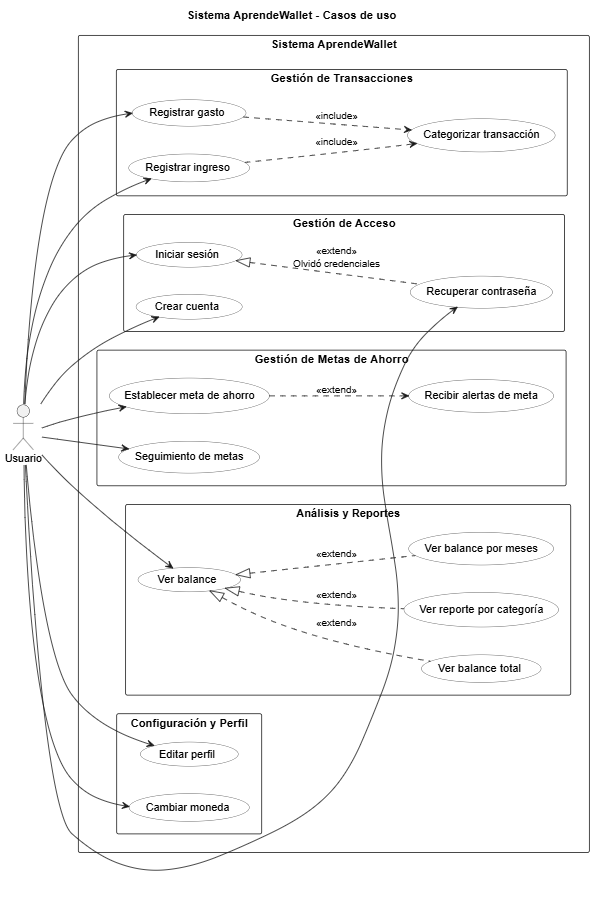 Sistema AprendeWallet - Casos de uso
Sistema AprendeWallet
Gestión de Transacciones
Registrar gasto
«include»
Categorizar transacción
«include»
Registrar ingreso
Gestión de Acceso
Iniciar sesión
«extend»
Olvidó credenciales
Recuperar contraseña
Crear cuenta
Gestión de Metas de Ahorro
Establecer meta de ahorro
«extend»
Recibir alertas de meta
Usuario
Seguimiento de metas
Análisis y Reportes
Ver balance por meses
«extend»
Ver balance
«extend»
Ver reporte por categoría
«extend»
Ver balance total
Configuración y Perfil
Editar perfil
Cambiar moneda